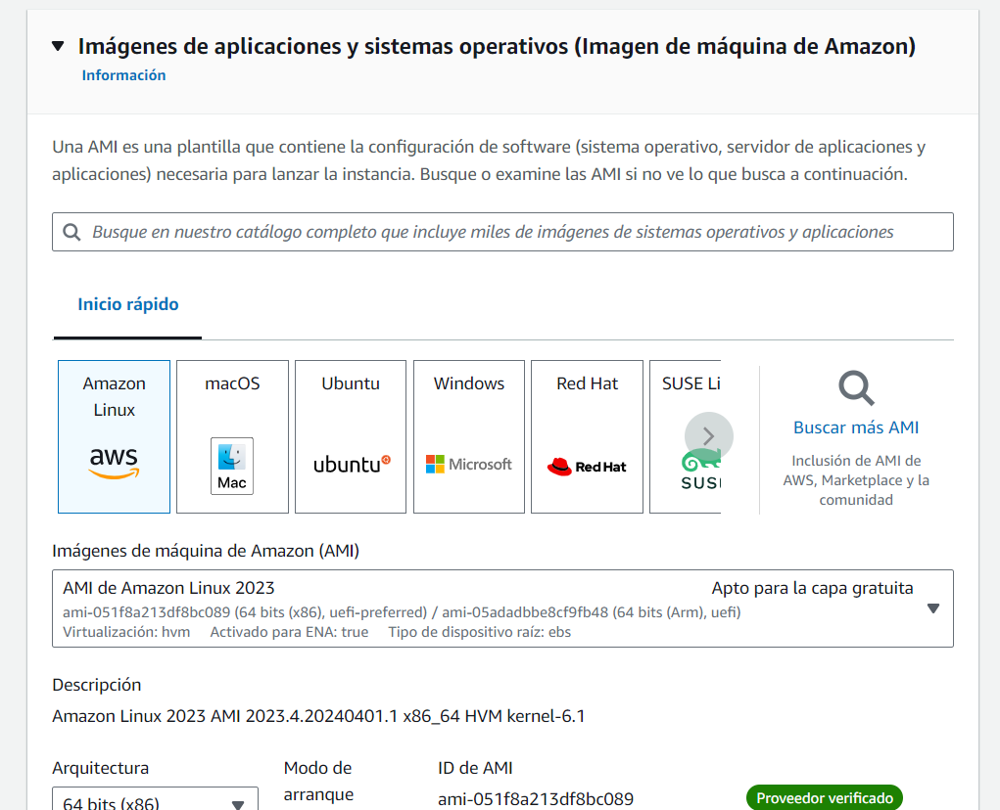 Imágenes de aplicaciones y sistemas operativos (Imagen de máquina de Amazon)
Información
Una AMI es una plantilla que contiene la configuración de software (sistema operativo, servidor de aplicaciones y
aplicaciones) necesaria para lanzar la instancia. Busque o examine las AMI si no ve lo que busca a continuación.
Busque en nuestro catálogo completo que incluye miles de imágenes de sistemas operativos y aplicaciones
Inicio rápido
Amazon
Linux
aws
macOS
Mac
Ubuntu
ubuntu
Windows
Microsoft
Red Hat
Red Hat
SUSE Li
SUS
Buscar más AMI
Inclusión de AMI de
AWS, Marketplace y la
comunidad
Imágenes de máquina de Amazon (AMI)
AMI de Amazon Linux 2023 Apto para la capa gratuita
ami-051f8a213df8bc089 (64 bits (x86), uefi-preferred) / ami-05adadbbe8cf9fb48 (64 bits (Arm), uefi)
Virtualización: hvm Activado para ENA: true Tipo de dispositivo raíz: ebs
Descripción
Amazon Linux 2023 AMI 2023.4.20240401.1 x86_64 HVM kernel-6.1
Arquitectura
64 bits (x86)
Modo de
arranque
ID de AMI
ami-051f8a213df8bc089
Proveedor verificado